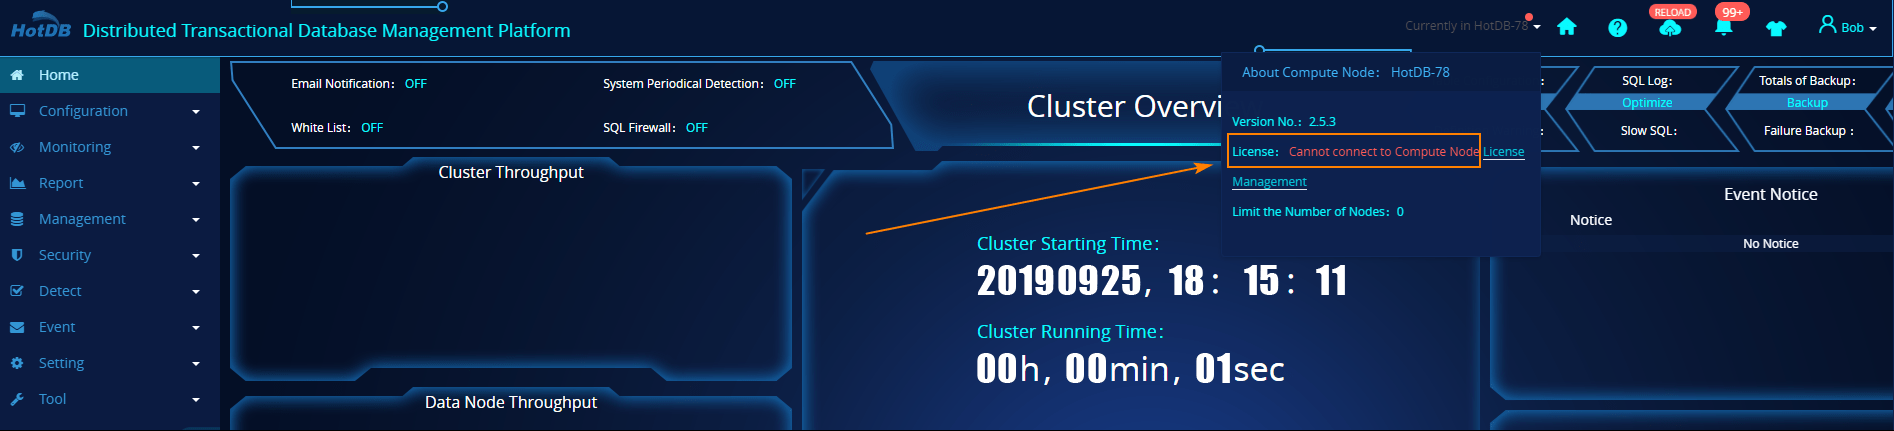 HotDB Distributed Transactional Database Management Platform
Currently in HotDB-78
RELOAD
99+
Bob
Home
Configuration
Monitoring
Report
Management
Security
Detect
Event
Setting
Tool
Email Notification: OFF
System Periodical Detection: OFF
White List: OFF
SQL Firewall: OFF
Cluster Overvi
About Compute Node: HotDB-78
Version No.: 2.5.3
License: Cannot connect to Compute Node License
Management
Limit the Number of Nodes: 0
SQL Log:
Optimize
Slow SQL:
Totals of Backup:
Backup
Failure Backup :
Cluster Throughput
Data Node Throughput
Cluster Starting Time:
20190925, 18: 15: 11
Cluster Running Time:
00h, 00min, 01sec
Event Notice
Notice
No Notice